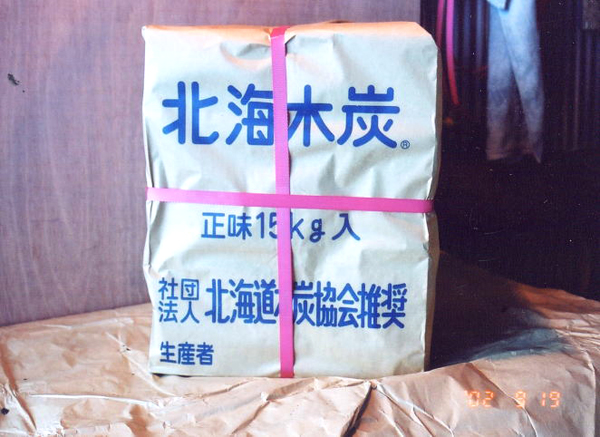 北海木炭®
正味15kg入
社団法人 北海道木炭協会推奨
生産者
'02 9 19